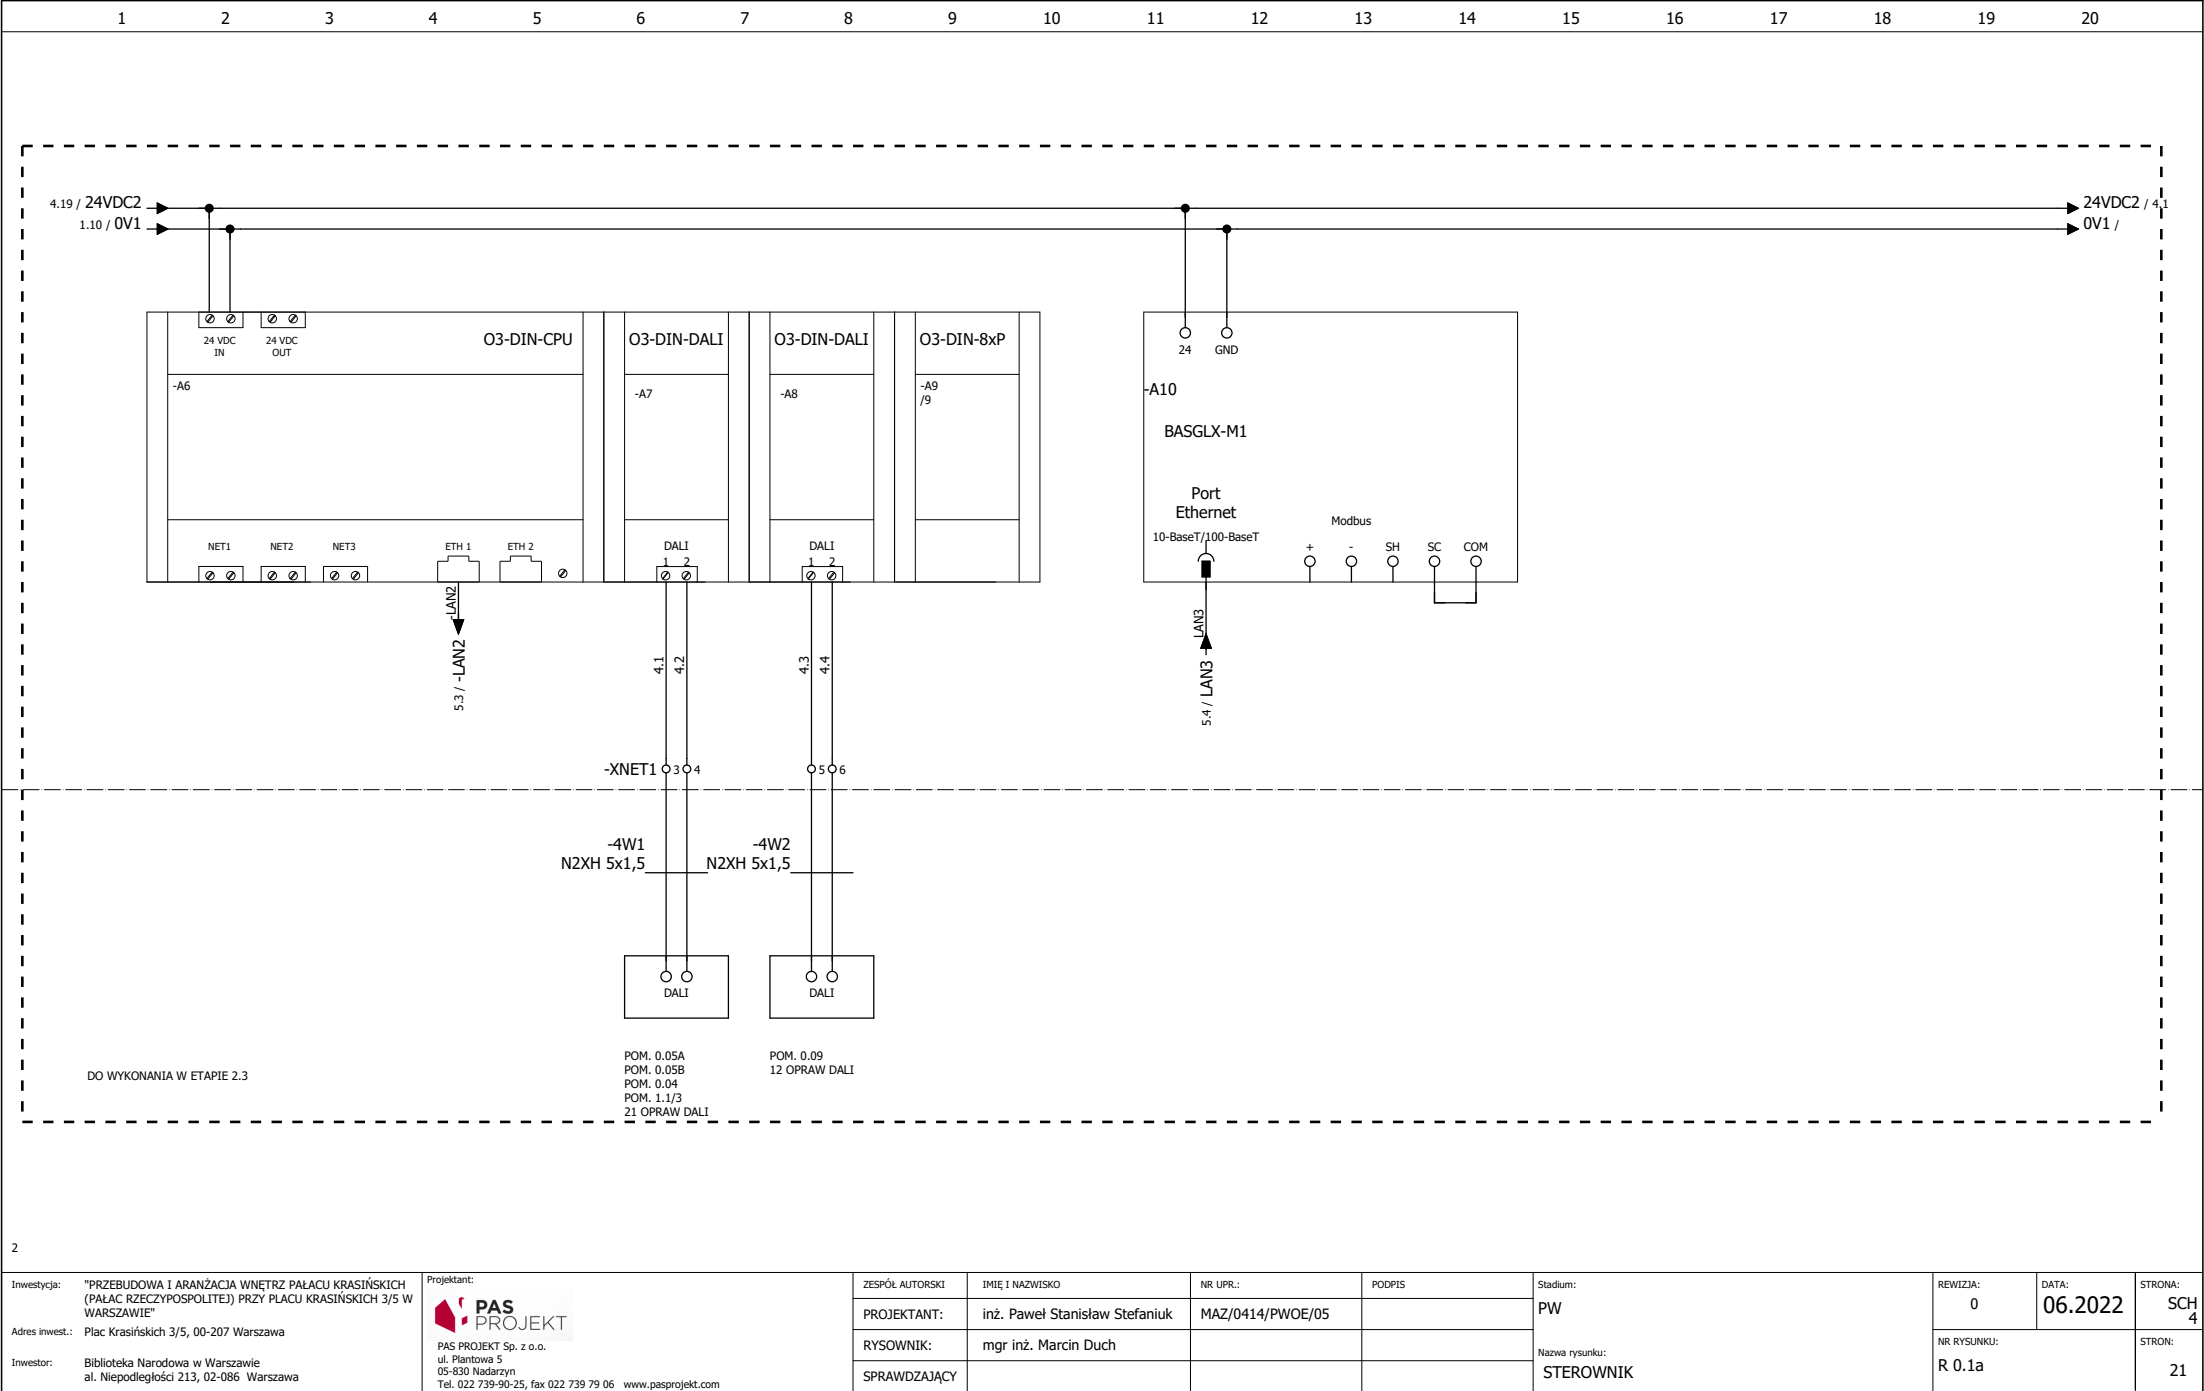 1 2 3 4 5 6 7 8 9 10 11 12 13 14 15 16 17 18 19 20
4.19 / 24VDC2
1.10 / 0V1
24VDC2 / 4.1
0V1 /
24 VDC IN
24 VDC OUT
O3-DIN-CPU
O3-DIN-DALI
O3-DIN-DALI
O3-DIN-8xP
-A6
-A7
-A8
-A9
/9
24 GND
-A10
BASGLX-M1
Port
Ethernet
10-BaseT/100-BaseT
Modbus
+ - SH SC COM
NET1 NET2 NET3 ETH 1 ETH 2
DALI
1 2
DALI
1 2
-LAN2
5.3 / -LAN2
LAN3
5.4 / LAN3
4.1
4.2
4.3
4.4
-XNET1 3 4 5 6
-4W1
N2XH 5x1,5
-4W2
N2XH 5x1,5
DALI
DALI
POM. 0.05A
POM. 0.05B
POM. 0.04
POM. 1.1/3
21 OPRAW DALI
POM. 0.09
12 OPRAW DALI
DO WYKONANIA W ETAPIE 2.3
2
Inwestycja: "PRZEBUDOWA I ARANŻACJA WNĘTRZ PAŁACU KRASIŃSKICH
(PAŁAC RZECZYPOSPOLITEJ) PRZY PLACU KRASIŃSKICH 3/5 W
WARSZAWIE"
Adres inwest.: Plac Krasińskich 3/5, 00-207 Warszawa
Inwestor: Biblioteka Narodowa w Warszawie
al. Niepodległości 213, 02-086 Warszawa
Projektant:
PAS
PROJEKT
PAS PROJEKT Sp. z o.o.
ul. Plantowa 5
05-830 Nadarzyn
Tel. 022 739-90-25, fax 022 739 79 06 www.pasprojekt.com
ZESPÓŁ AUTORSKI IMIĘ I NAZWISKO NR UPR.: PODPIS
PROJEKTANT: inż. Paweł Stanisław Stefaniuk MAZ/0414/PWOE/05
RYSOWNIK: mgr inż. Marcin Duch
SPRAWDZAJĄCY
Stadium:
PW
Nazwa rysunku:
STEROWNIK
REWIZJA:
0
DATA:
06.2022
STRONA:
SCH
4
NR RYSUNKU:
R 0.1a
STRON:
21